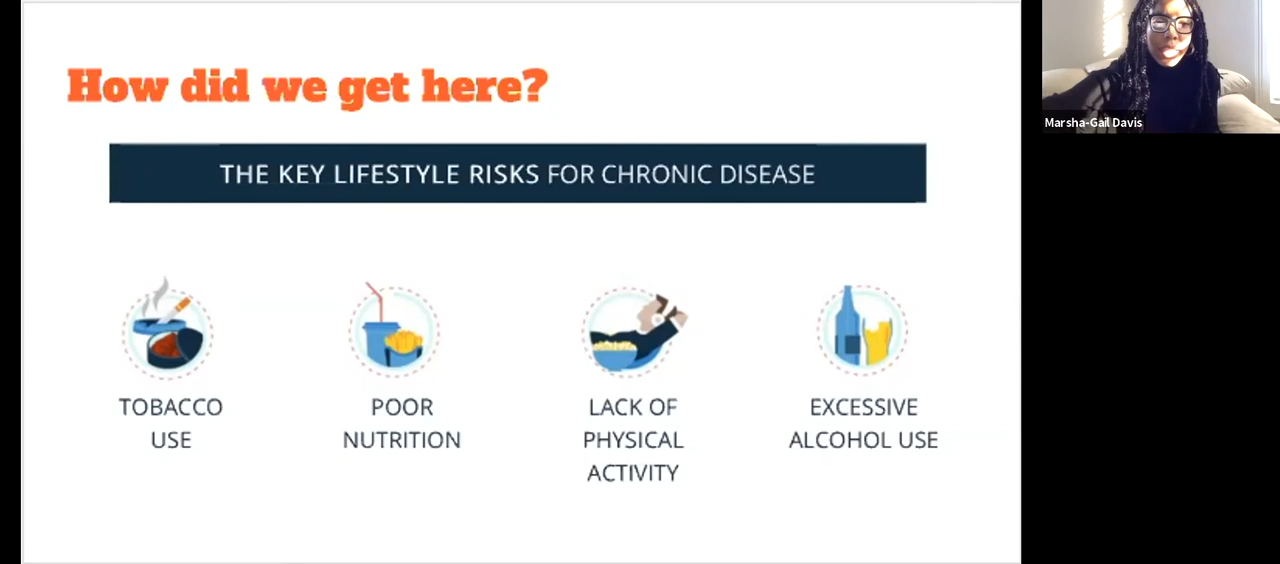 How did we get here?
THE KEY LIFESTYLE RISKS FOR CHRONIC DISEASE
TOBACCO
USE
POOR
NUTRITION
LACK OF
PHYSICAL
ACTIVITY
EXCESSIVE
ALCOHOL USE
Marsha-Gail Davis